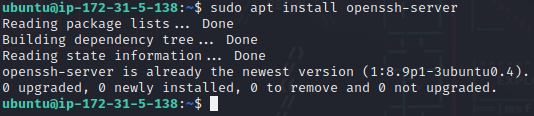 ubuntu@ip-172-31-5-138:~$ sudo apt install openssh-server
Reading package lists... Done
Building dependency tree... Done
Reading state information... Done
openssh-server is already the newest version (1:8.9p1-3ubuntu0.4).
0 upgraded, 0 newly installed, 0 to remove and 0 not upgraded.
ubuntu@ip-172-31-5-138:~$